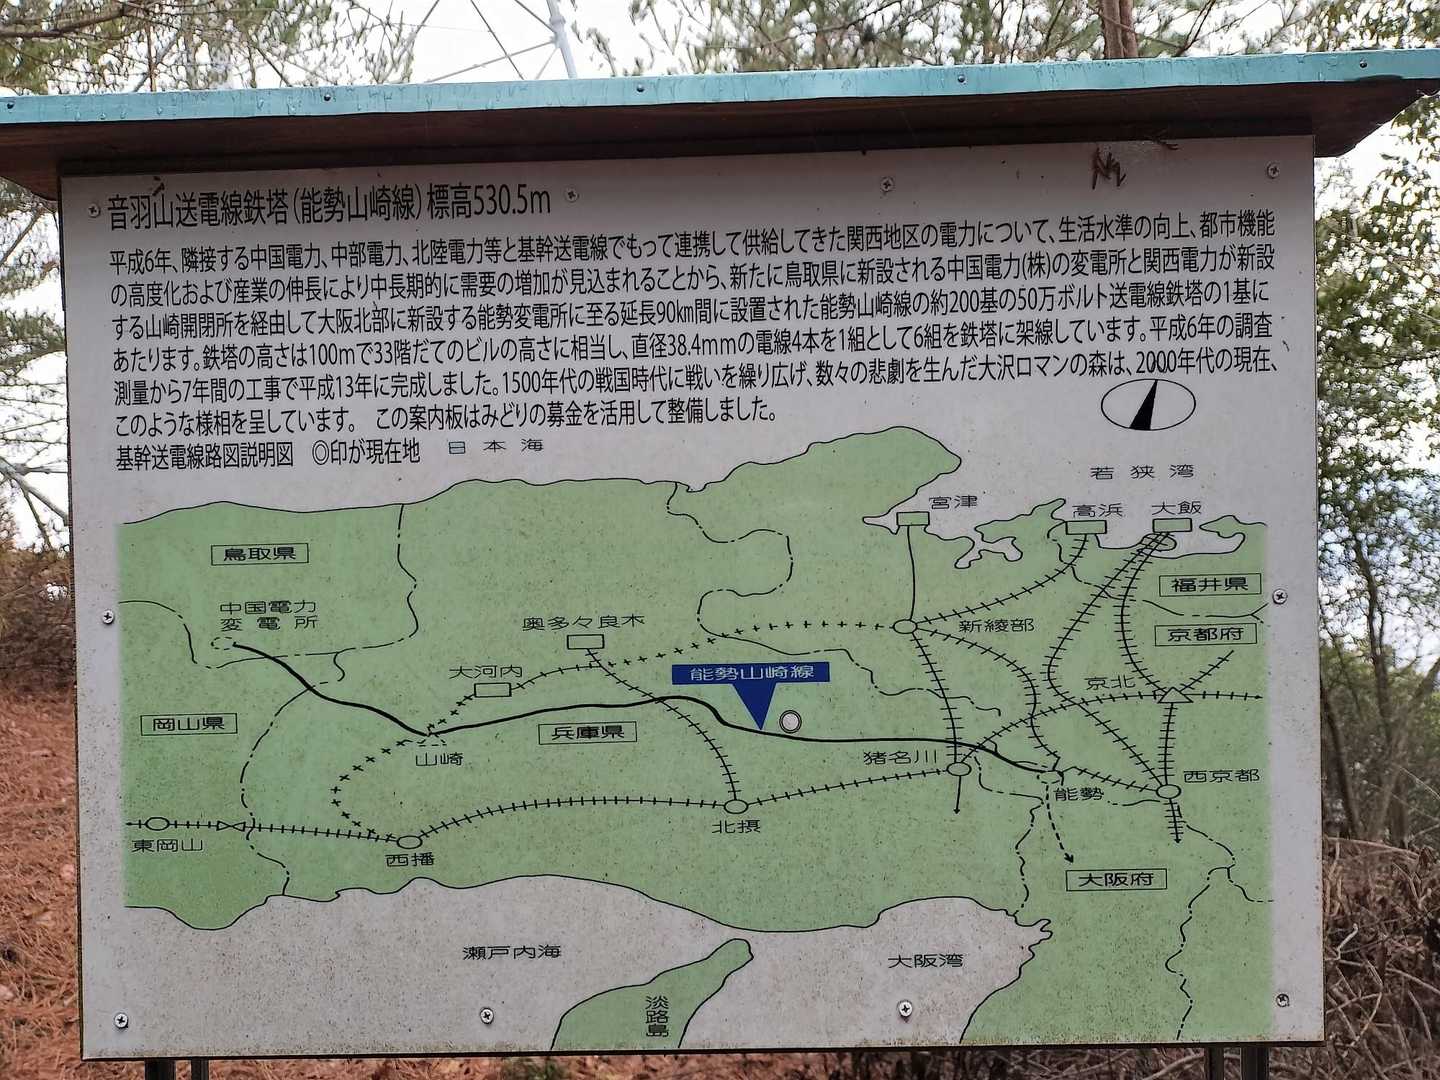 音羽山送電線鉄塔(能勢山崎線)標高530.5m
平成6年、隣接する中国電力、中部電力、北陸電力等と基幹送電線でもって連携して供給してきた関西地区の電力について、生活水準の向上、都市機能
の高度化および産業の伸長により中長期的に需要の増加が見込まれることから、新たに鳥取県に新設される中国電力(株)の変電所と関西電力が新設
する山崎開閉所を経由して大阪北部に新設する能勢変電所に至る延長90km間に設置された能勢山崎線の約200基の50万ボルト送電線鉄塔の1基に
あたります。鉄塔の高さは100mで33階だてのビルの高さに相当し、直径38.4mmの電線4本を1組として6組を鉄塔に架線しています。平成6年の調査
測量から7年間の工事で平成13年に完成しました。1500年代の戦国時代に戦いを繰り広げ、数々の悲劇を生んだ大沢ロマンの森は、2000年代の現在、
このような様相を呈しています。 この案内板はみどりの募金を活用して整備しました。
基幹送電線路図説明図 ◎印が現在地
日本海
若狭湾
宮津
高浜
大飯
鳥取県
福井県
中国電力
変電所
奥多々良木
新綾部
京都府
大河内
能勢山崎線
京北
岡山県
兵庫県
山崎
猪名川
西京都
能勢
北摂
東岡山
西播
大阪府
瀬戸内海
大阪湾
淡路島